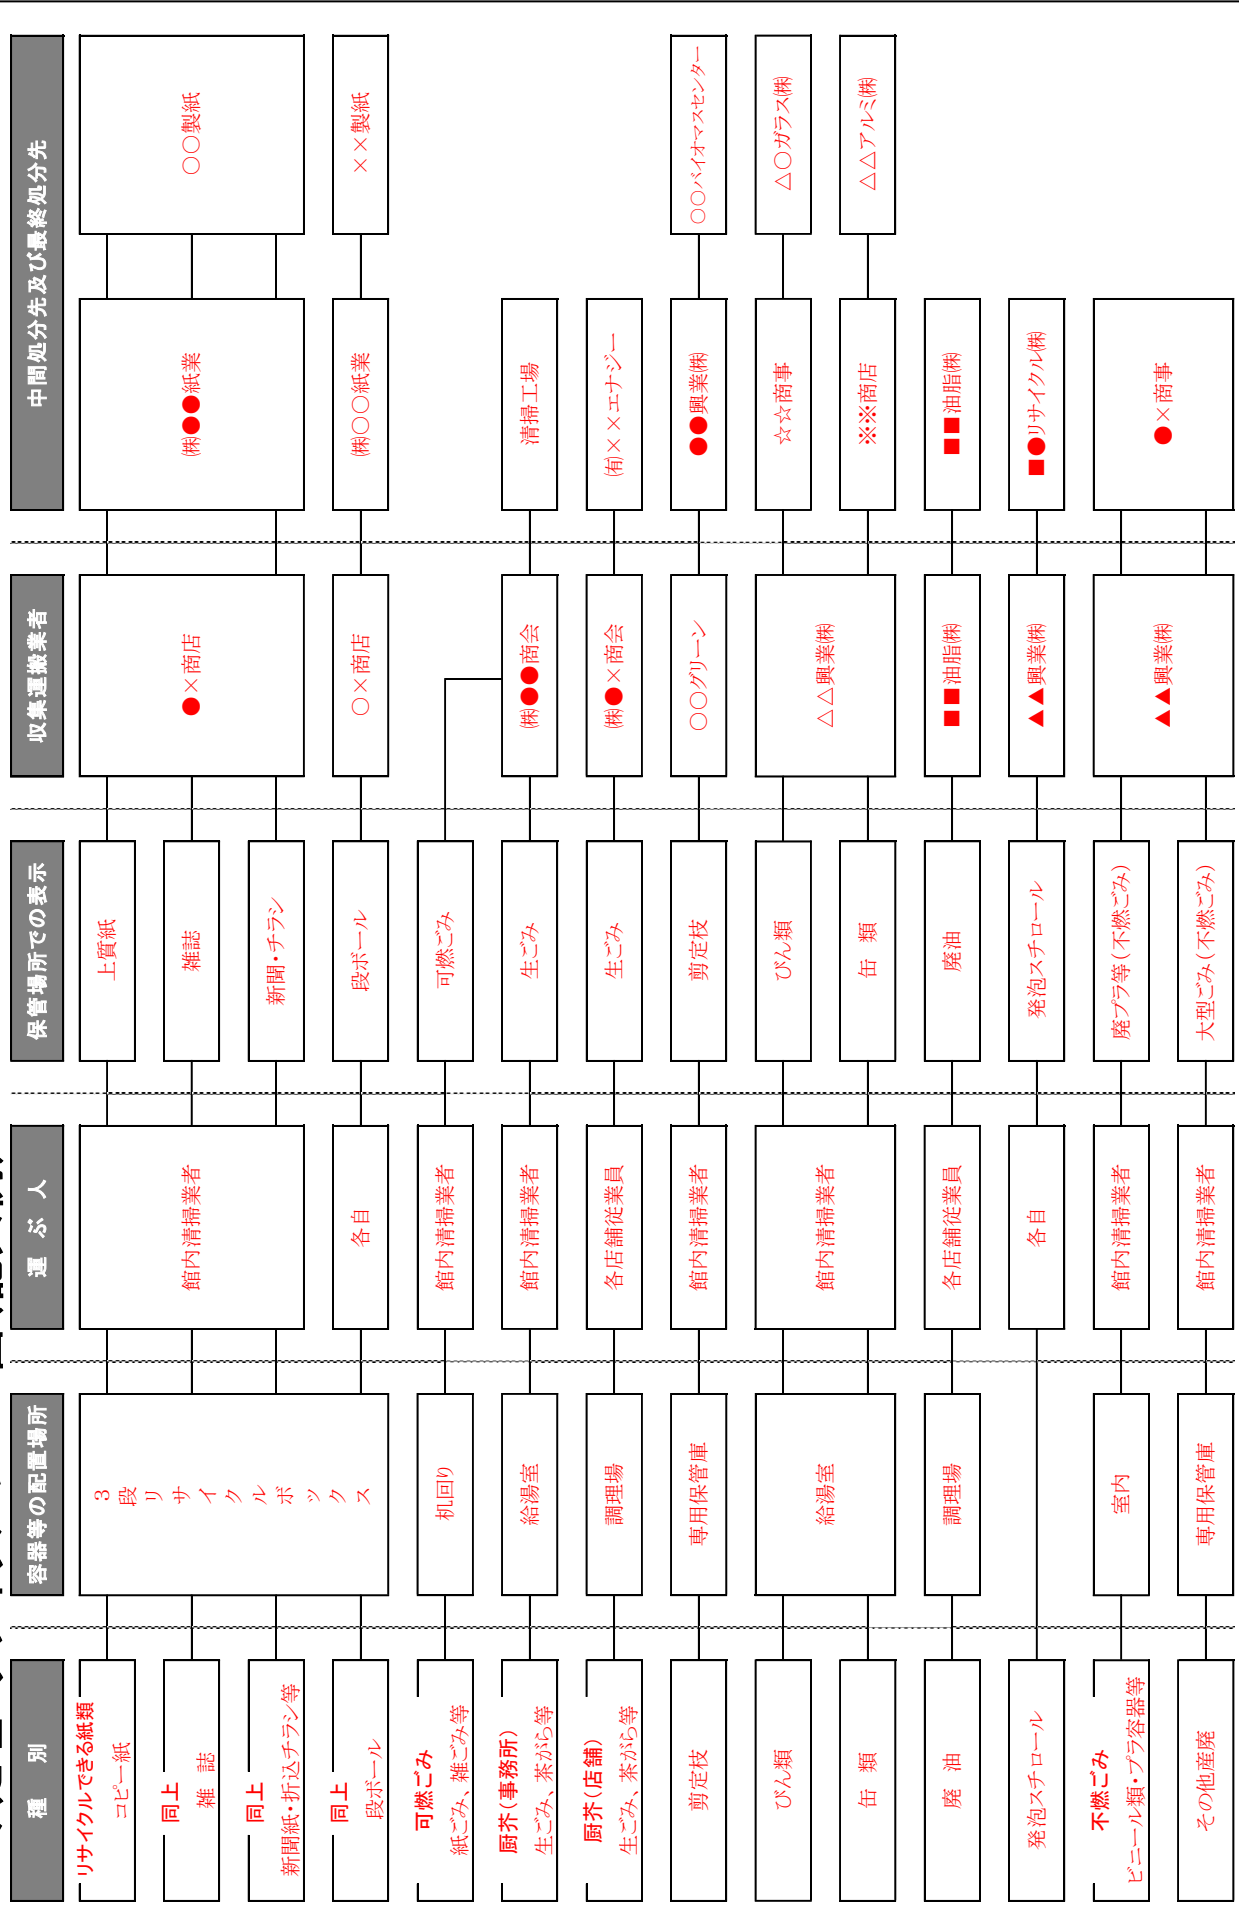 種 別
容器等の配置場所
運 ぶ 人
保管場所での表示
収集運搬業者
中間処分先及び最終処分先
リサイクルできる紙類
コピー紙
3段リサイクルボックス
館内清掃業者
上質紙
●×商店
㈱●●紙業
○○製紙
同上
雑 誌
雑誌
同上
新聞紙・折込チラシ等
新聞・チラシ
同上
段ボール
各自
段ボール
○×商店
㈱○○紙業
××製紙
可燃ごみ
紙ごみ、雑ごみ等
机回り
館内清掃業者
可燃ごみ
厨芥(事務所)
生ごみ、茶がら等
給湯室
館内清掃業者
生ごみ
㈱●●商会
清掃工場
厨芥(店舗)
生ごみ、茶がら等
調理場
各店舗従業員
生ごみ
㈱●×商会
㈲××エナジー
剪定枝
専用保管庫
館内清掃業者
剪定枝
○○グリーン
●●興業㈱
○○バイオマスセンター
びん類
給湯室
館内清掃業者
びん類
△△興業㈱
☆☆商事
△○ガラス㈱
缶 類
缶 類
※※商店
△△アルミ㈱
廃 油
調理場
各店舗従業員
廃油
■■油脂㈱
■■油脂㈱
発泡スチロール
各自
発泡スチロール
▲▲興業㈱
■●リサイクル㈱
不燃ごみ
ビニール類・プラ容器等
室内
館内清掃業者
廃プラ等(不燃ごみ)
▲▲興業㈱
●×商事
その他産廃
専用保管庫
館内清掃業者
大型ごみ(不燃ごみ)